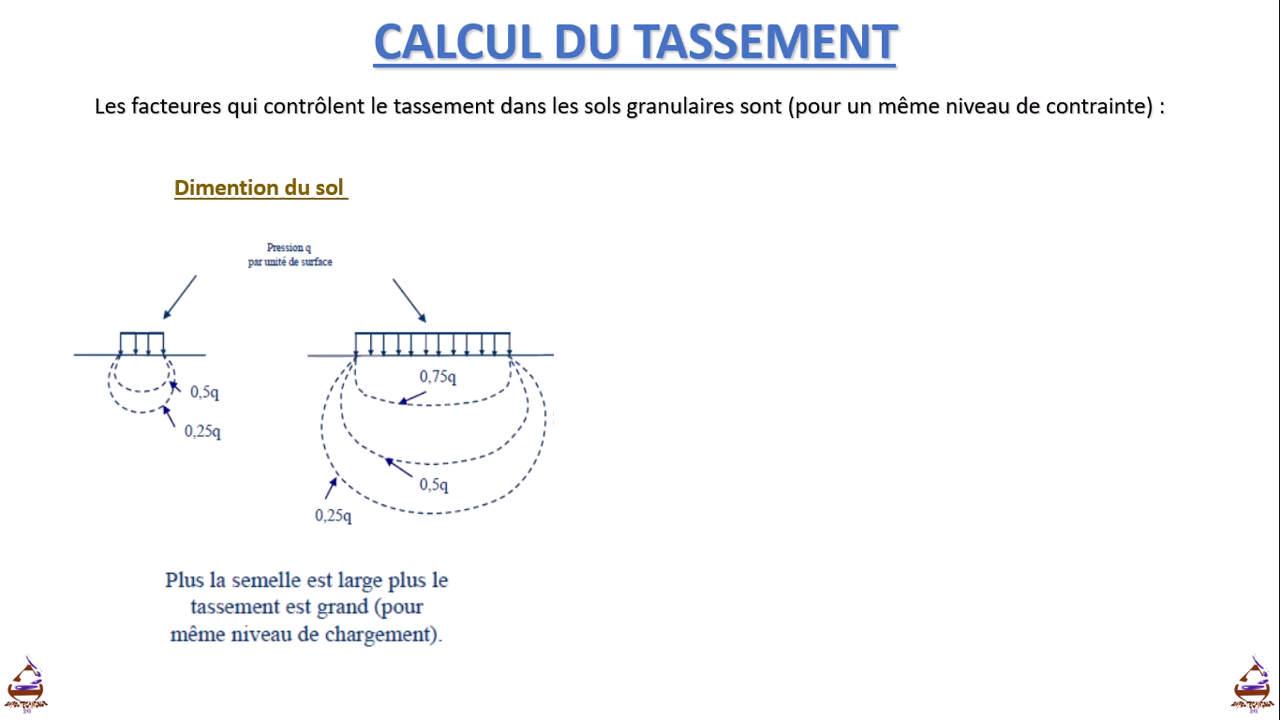 CALCUL DU TASSEMENT
Les facteures qui contrôlent le tassement dans les sols granulaires sont (pour un même niveau de contrainte) :
Dimention du sol
Pression q
par unité de surface
0,5q
0,25q
0,75q
0,5q
0,25q
Plus la semelle est large plus le
tassement est grand (pour
même niveau de chargement).